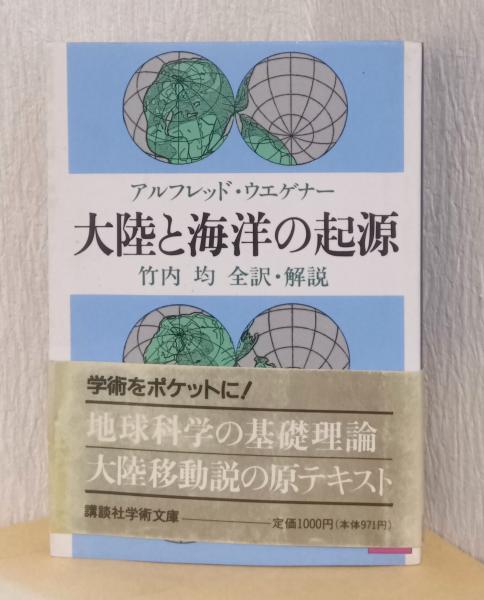 アルフレッド・ウエゲナー
大陸と海洋の起源
竹内 均 全訳・解説
学術をポケットに!
地球科学の基礎理論
大陸移動説の原テキスト
講談社学術文庫――定価1000円(本体971円)